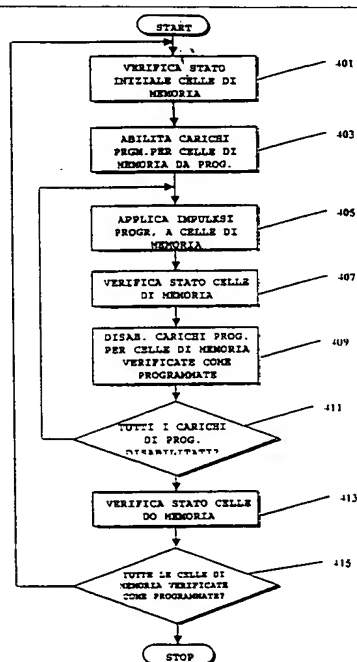 START
VERIFICA STATO
INIZIALE CELLE DI
MEMORIA
401
ABILITA CARICHI
PRGM.PER CELLE DI
MEMORIA DA PROG.
403
APPLICA IMPULKSI
PROGR. A CELLE DI
MEMORIA
405
VERIFICA STATO CELLE
DI MEMORIA
407
DISAB. CARICHI PROG.
PER CELLE DI MEMORIA
VERIFICATE COME
PROGRAMMATE
409
TUTTI I CARICHI
DI PROG.
DISABILITATI?
411
VERIFICA STATO CELLE
DO MEMORIA
413
TUTTE LE CELLE DI
MEMORIA VERIFICATE
COME PROGRAMMATE?
415
STOP